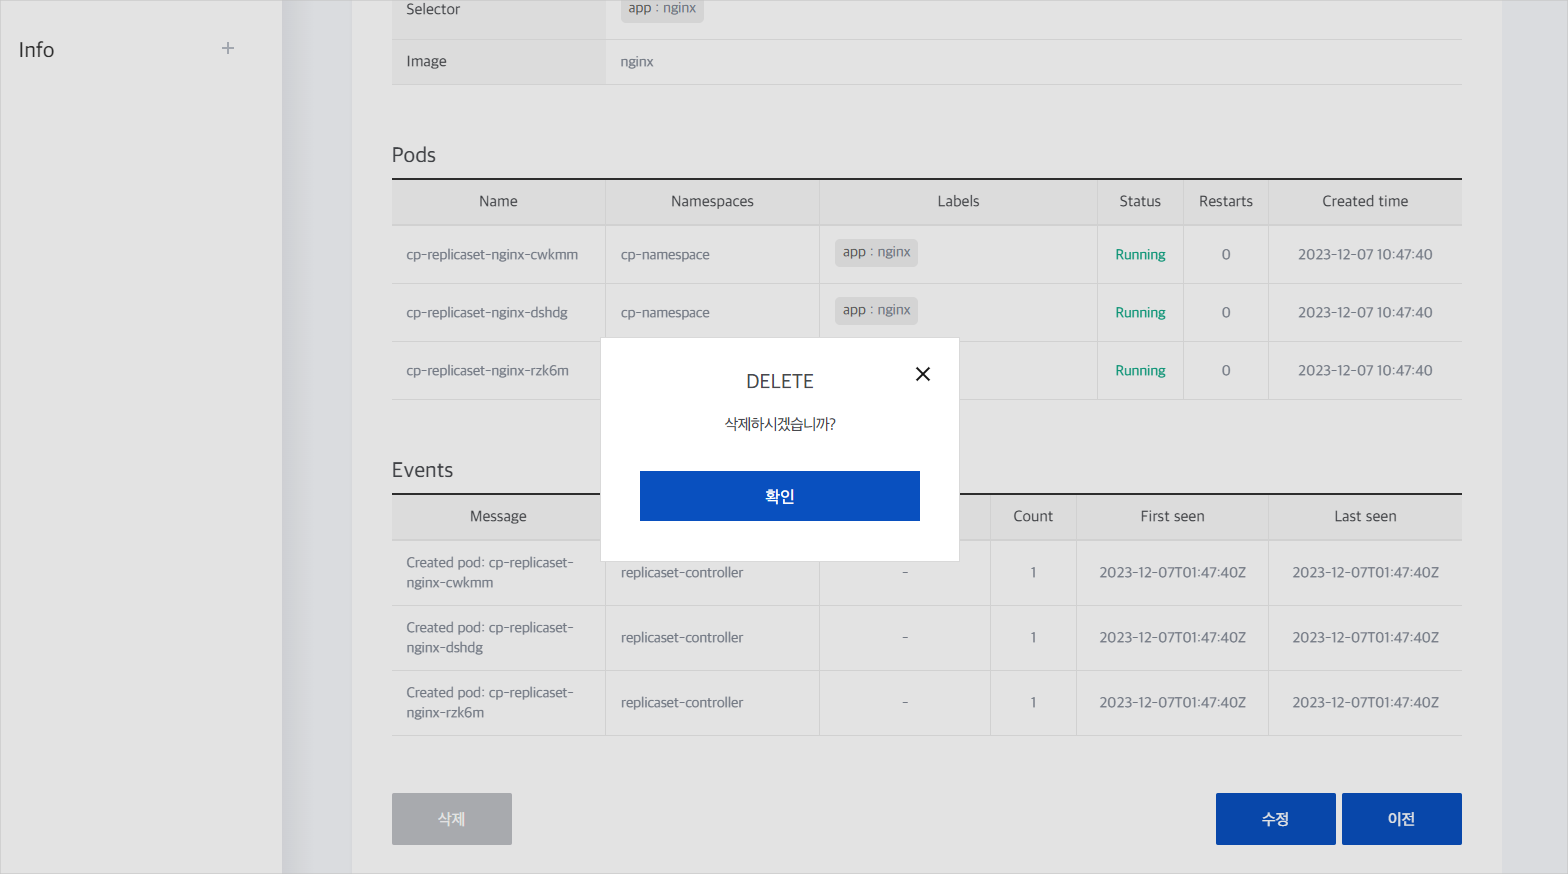 Selector app : nginx
Info +
Image nginx
Pods
Name Namespaces Labels Status Restarts Created time
cp-replicaset-nginx-cwkmm cp-namespace app : nginx Running 0 2023-12-07 10:47:40
cp-replicaset-nginx-dshdg cp-namespace app : nginx Running 0 2023-12-07 10:47:40
cp-replicaset-nginx-rzk6m Running 0 2023-12-07 10:47:40
DELETE
삭제하시겠습니까?
확인
Events
Message Count First seen Last seen
Created pod: cp-replicaset-
nginx-cwkmm replicaset-controller - 1 2023-12-07T01:47:40Z 2023-12-07T01:47:40Z
Created pod: cp-replicaset-
nginx-dshdg replicaset-controller - 1 2023-12-07T01:47:40Z 2023-12-07T01:47:40Z
Created pod: cp-replicaset-
nginx-rzk6m replicaset-controller - 1 2023-12-07T01:47:40Z 2023-12-07T01:47:40Z
삭제 수정 이전